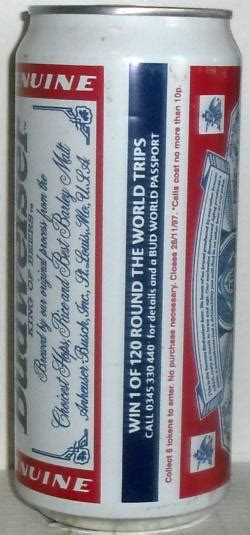 GENUINE
Budweiser
KING OF BEERS
TM
Brewed by our original process from the
Choicest Hops, Rice and Best Barley Malt
Anheuser-Busch, Inc., St. Louis, Mo., U.S.A.
GENUINE
WIN 1 OF 120 ROUND THE WORLD TRIPS
CALL 0345 330 440* for details and a BUD WORLD PASSPORT
Collect 5 tokens to enter. No purchase necessary. Closes 28/11/97. *Calls cost no more than 10p.